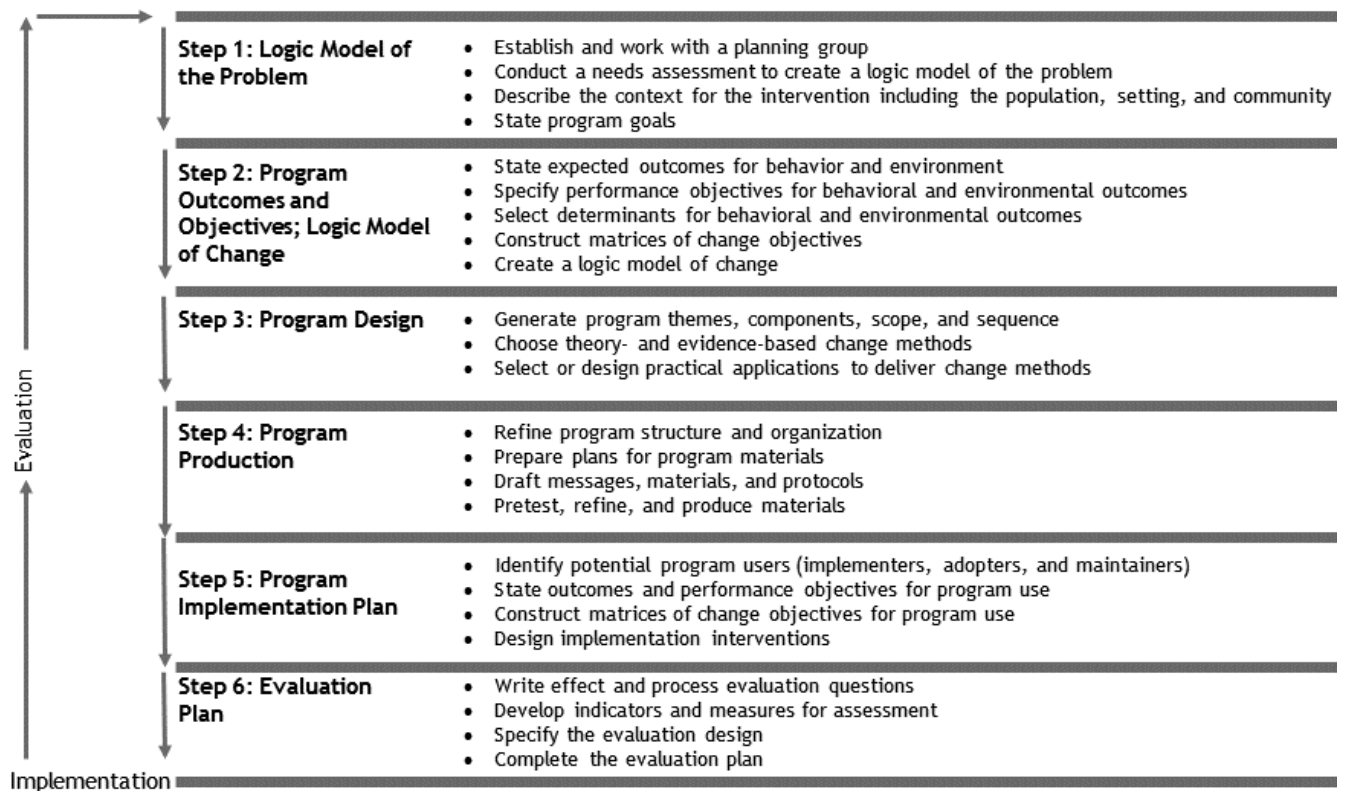 Step 1: Logic Model of
the Problem
• Establish and work with a planning group
• Conduct a needs assessment to create a logic model of the problem
• Describe the context for the intervention including the population, setting, and community
• State program goals
Step 2: Program
Outcomes and
Objectives; Logic Model
of Change
• State expected outcomes for behavior and environment
• Specify performance objectives for behavioral and environmental outcomes
• Select determinants for behavioral and environmental outcomes
• Construct matrices of change objectives
• Create a logic model of change
Step 3: Program Design
• Generate program themes, components, scope, and sequence
• Choose theory- and evidence-based change methods
• Select or design practical applications to deliver change methods
Step 4: Program
Production
• Refine program structure and organization
• Prepare plans for program materials
• Draft messages, materials, and protocols
• Pretest, refine, and produce materials
Step 5: Program
Implementation Plan
• Identify potential program users (implementers, adopters, and maintainers)
• State outcomes and performance objectives for program use
• Construct matrices of change objectives for program use
• Design implementation interventions
Step 6: Evaluation
Plan
• Write effect and process evaluation questions
• Develop indicators and measures for assessment
• Specify the evaluation design
• Complete the evaluation plan
Evaluation
Implementation